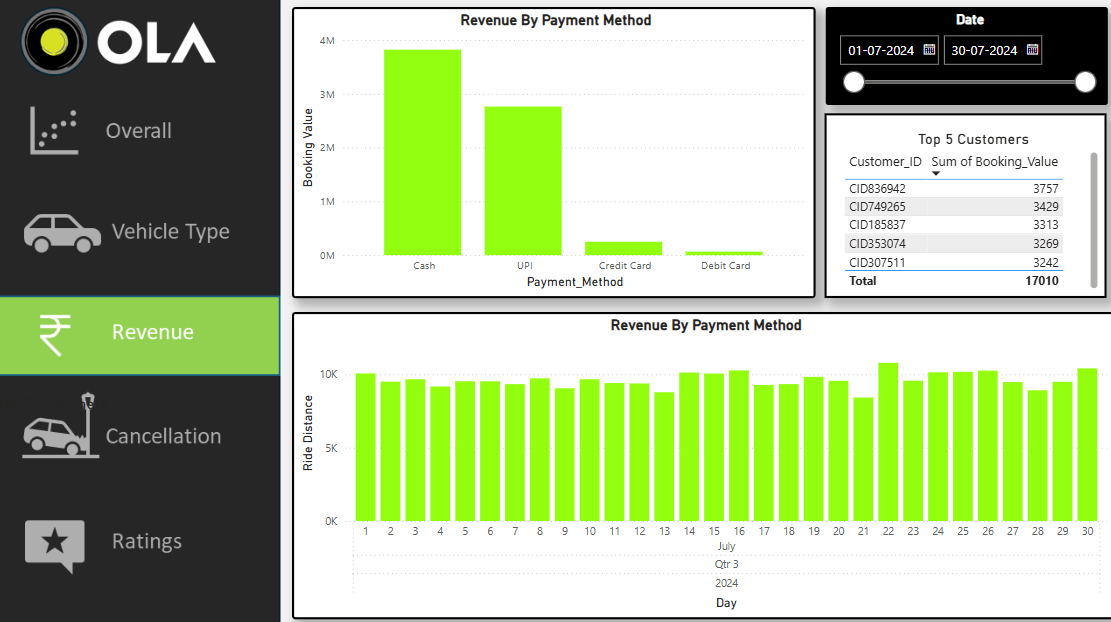 OLA
Overall
Vehicle Type
Revenue
Cancellation
Ratings
Revenue By Payment Method
4M
3M
2M
1M
0M
Booking Value
Cash UPI Credit Card Debit Card
Payment_Method
Date
01-07-2024 30-07-2024
Top 5 Customers
Customer_ID Sum of Booking_Value
CID836942 3757
CID749265 3429
CID185837 3313
CID353074 3269
CID307511 3242
Total 17010
Revenue By Payment Method
10K
5K
0K
Ride Distance
1 2 3 4 5 6 7 8 9 10 11 12 13 14 15 16 17 18 19 20 21 22 23 24 25 26 27 28 29 30
July
Qtr 3
2024
Day